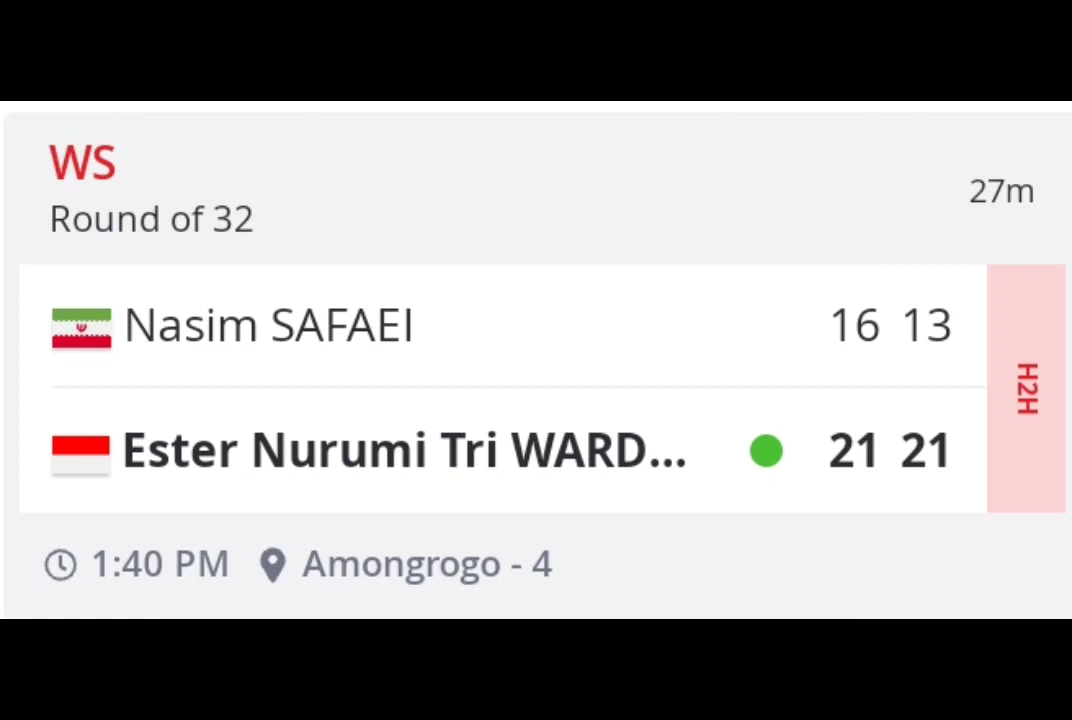 WS
Round of 32
27m
Nasim SAFAEI 16 13
Ester Nurumi Tri WARD... 21 21
H2H
1:40 PM Amongrogo - 4